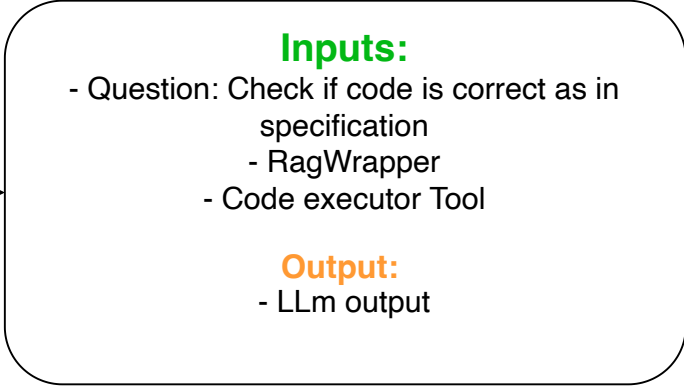 Inputs:
- Question: Check if code is correct as in
specification
- RagWrapper
- Code executor Tool
Output:
- LLm output